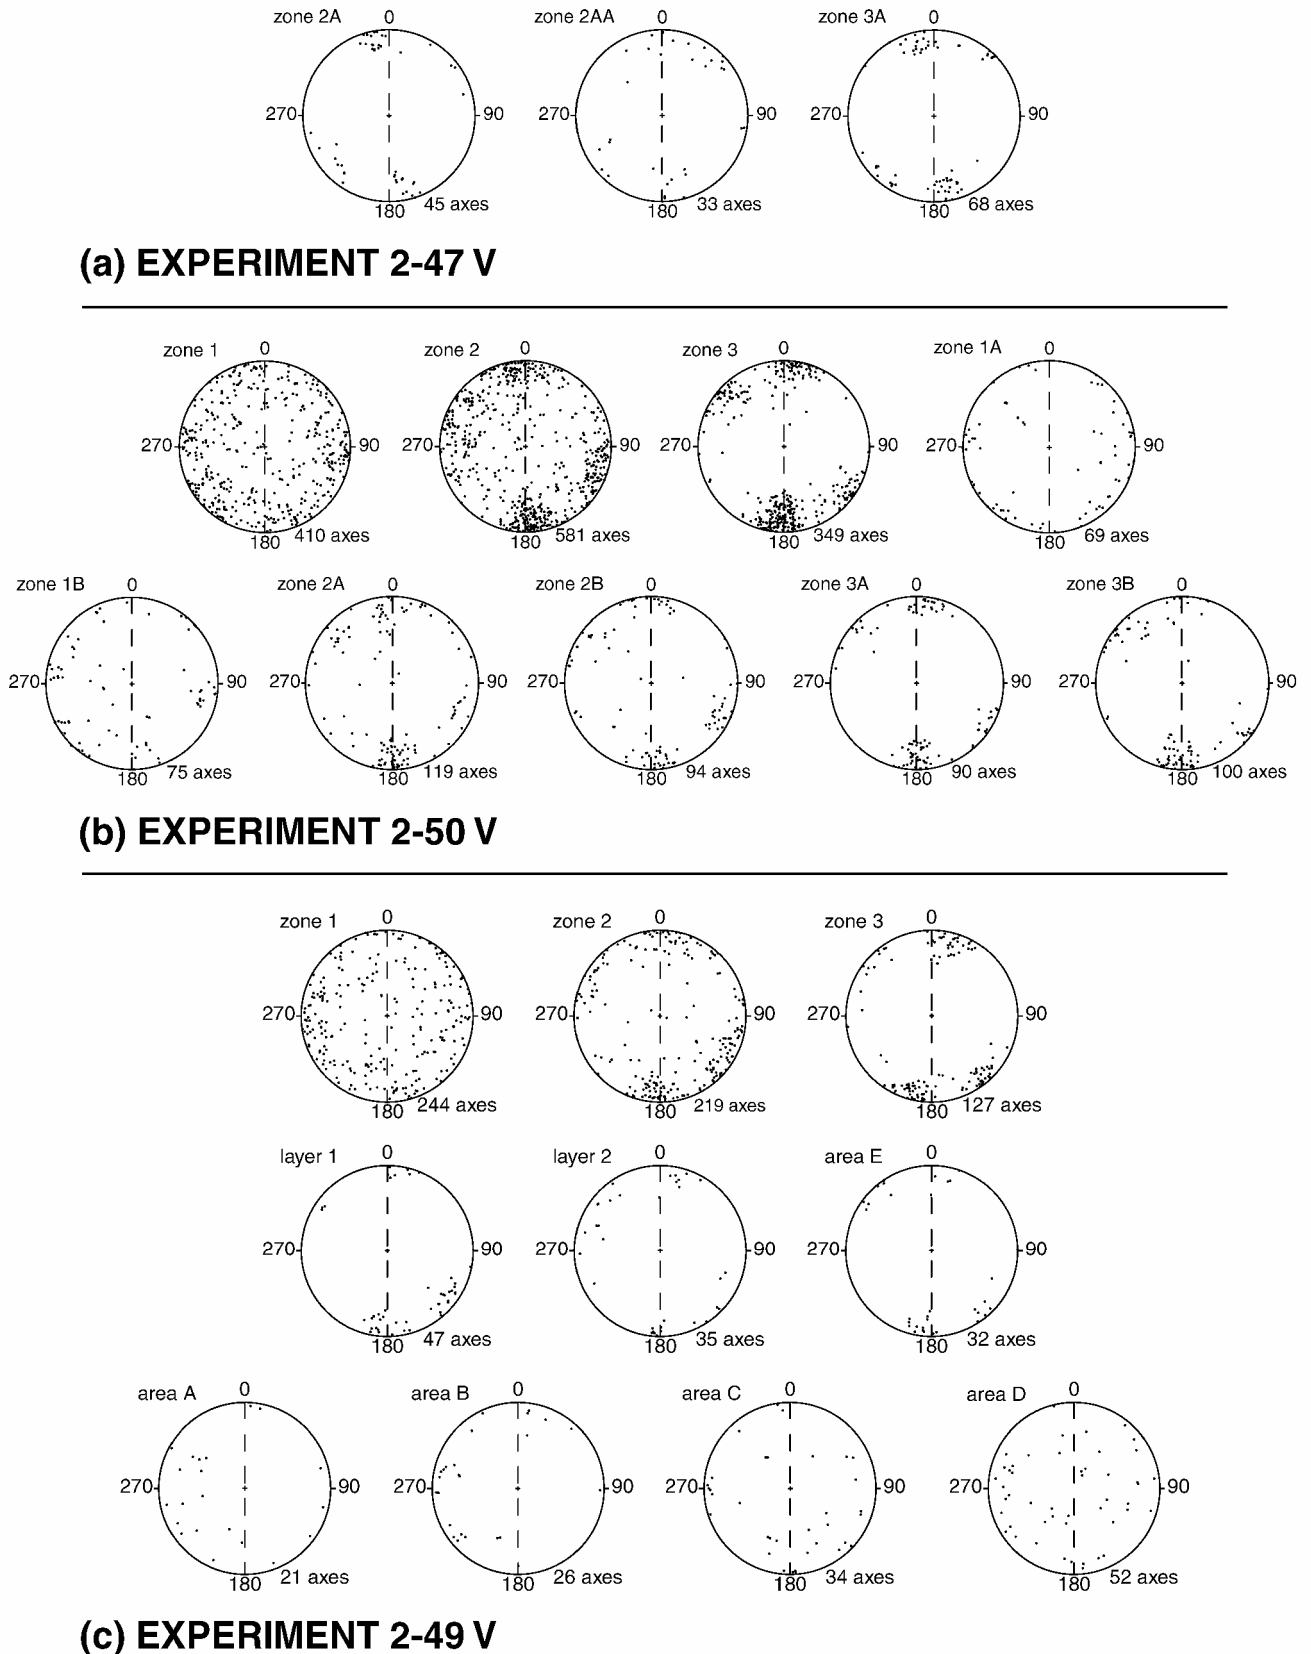 zone 2A 0
270 90
180 45 axes
zone 2AA 0
270 90
180 33 axes
zone 3A 0
270 90
180 68 axes
(a) EXPERIMENT 2-47 V
zone 1 0
270 90
180 410 axes
zone 2 0
270 90
180 581 axes
zone 3 0
270 90
180 349 axes
zone 1A 0
270 90
180 69 axes
zone 1B 0
270 90
180 75 axes
zone 2A 0
270 90
180 119 axes
zone 2B 0
270 90
180 94 axes
zone 3A 0
270 90
180 90 axes
zone 3B 0
270 90
180 100 axes
(b) EXPERIMENT 2-50 V
zone 1 0
270 90
180 244 axes
zone 2 0
270 90
180 219 axes
zone 3 0
270 90
180 127 axes
layer 1 0
270 90
180 47 axes
layer 2 0
270 90
180 35 axes
area E 0
270 90
180 32 axes
area A 0
270 90
180 21 axes
area B 0
270 90
180 26 axes
area C 0
270 90
180 34 axes
area D 0
270 90
180 52 axes
(c) EXPERIMENT 2-49 V